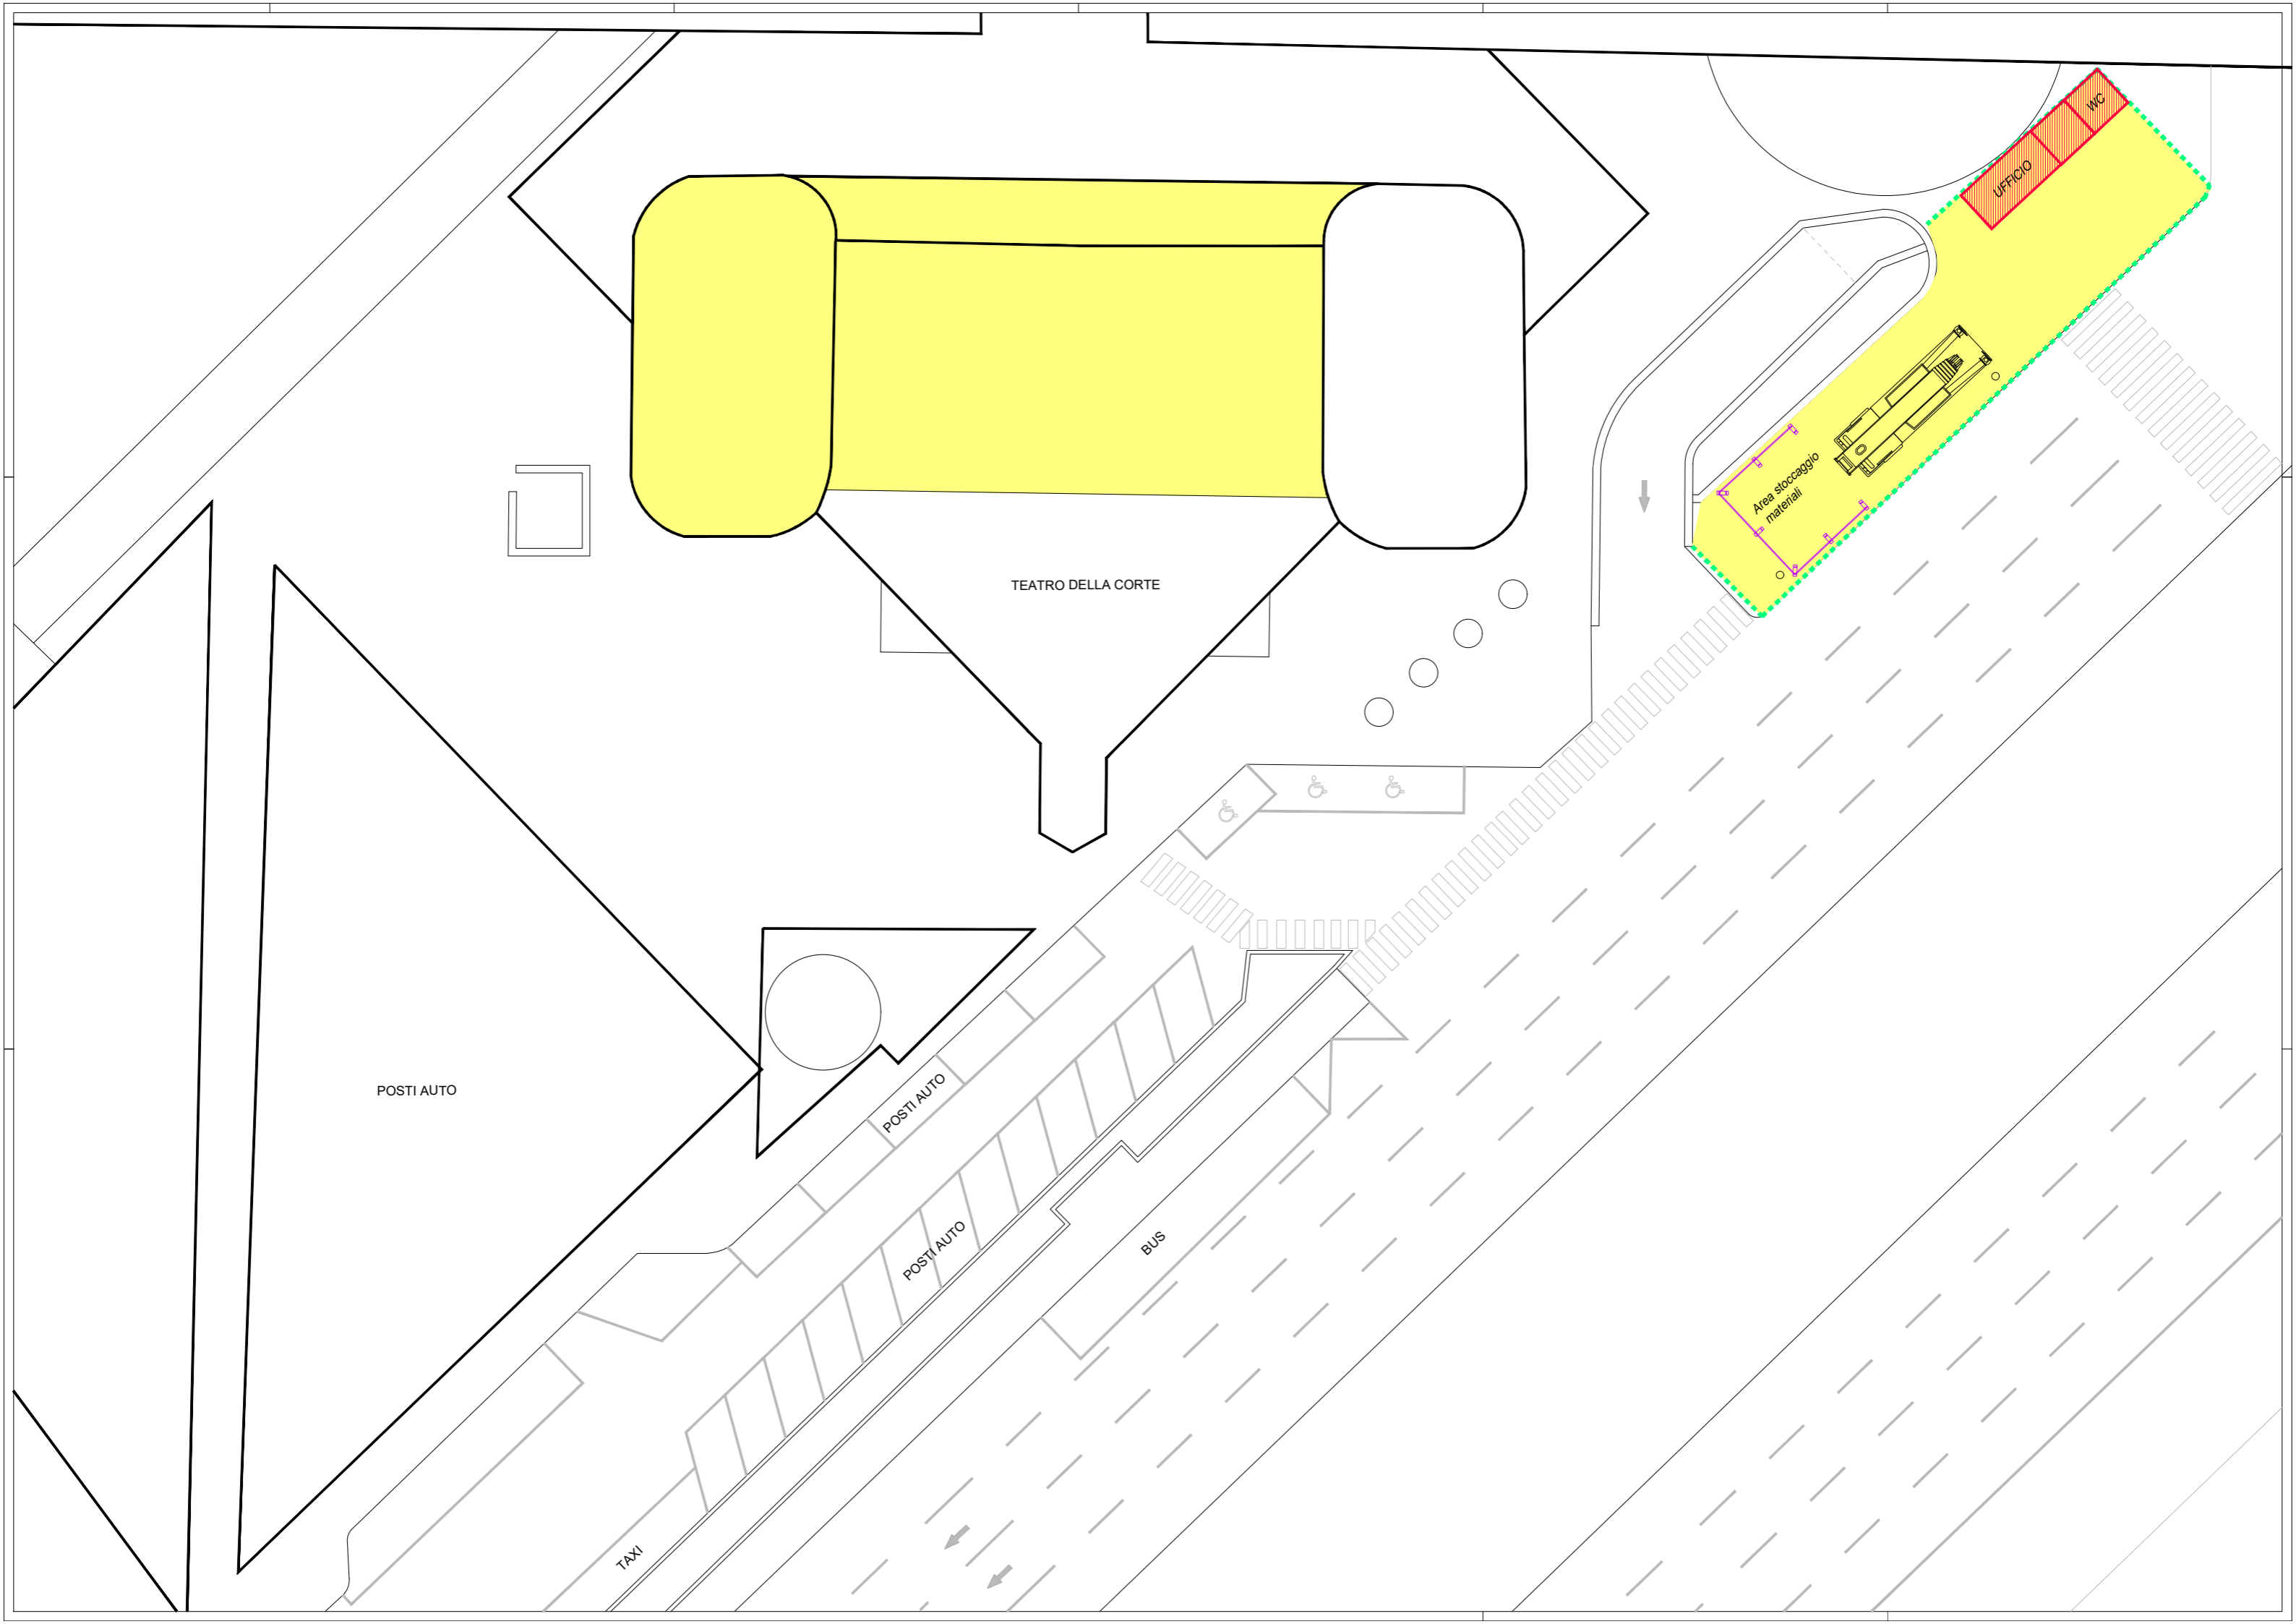 WC
UFFICIO
Area stoccaggio
materiali
TEATRO DELLA CORTE
POSTI AUTO
POSTI AUTO
POSTI AUTO
BUS
TAXI